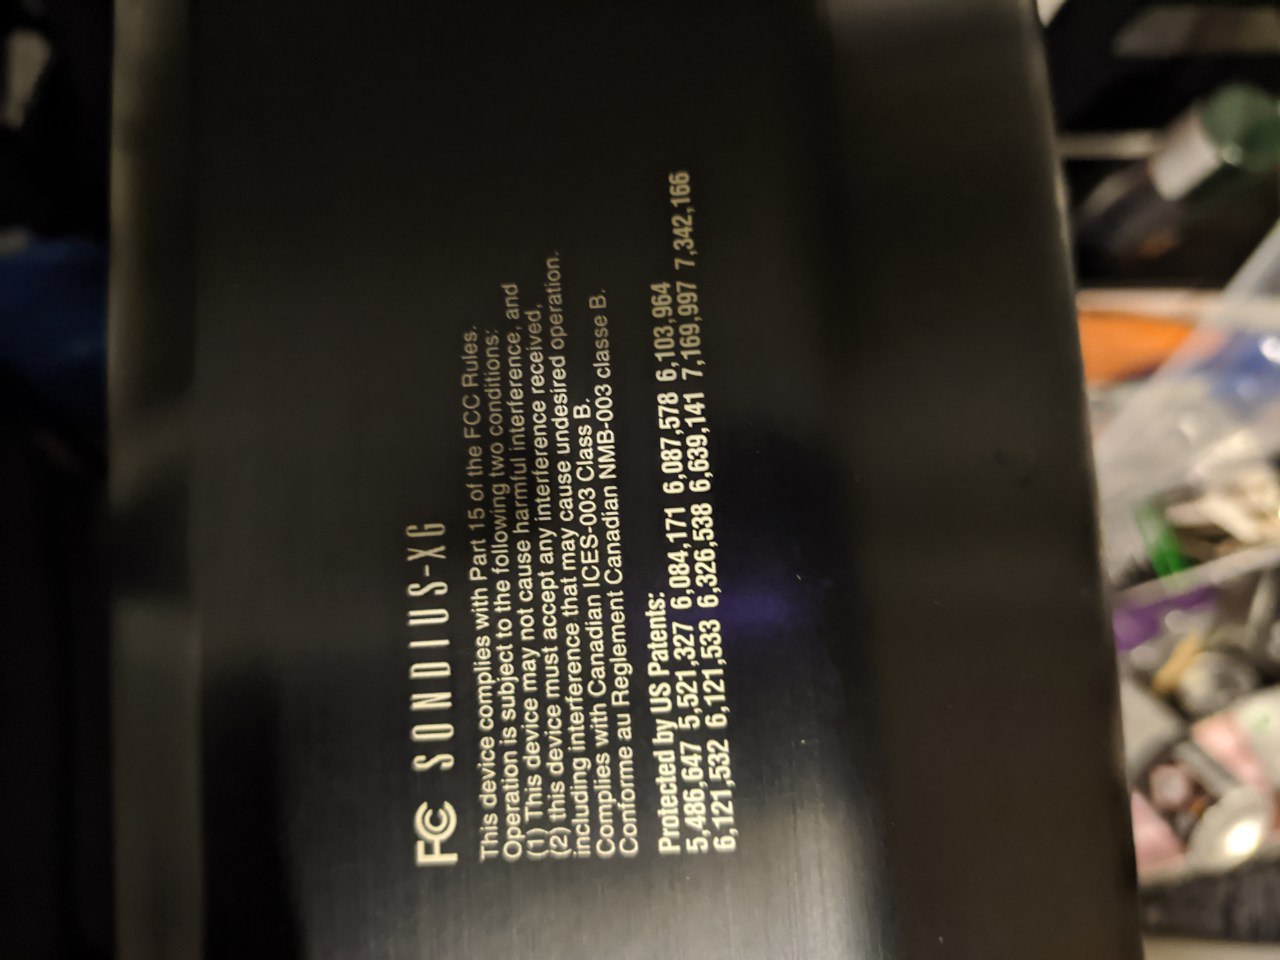 FC SONDIUS-XG
This device complies with Part 15 of the FCC Rules.
Operation is subject to the following two conditions:
(1) This device may not cause harmful interference, and
(2) this device must accept any interference received,
including interference that may cause undesired operation.
Complies with Canadian ICES-003 Class B.
Conforme au Reglement Canadian NMB-003 classe B.
Protected by US Patents:
5,486,647 5,521,327 6,084,171 6,087,578 6,103,964
6,121,532 6,121,533 6,326,538 6,639,141 7,169,997 7,342,166